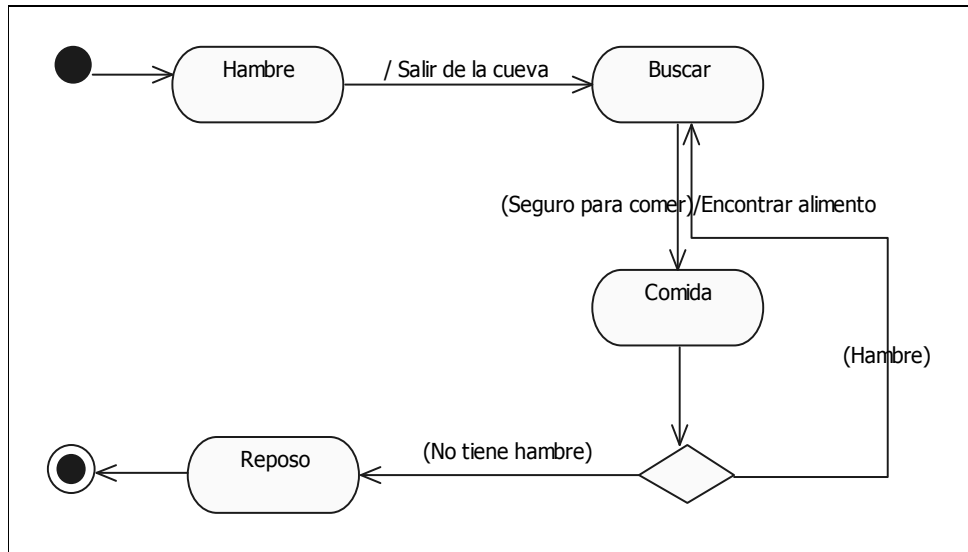 Hambre
/ Salir de la cueva
Buscar
(Seguro para comer)/Encontrar alimento
Comida
(Hambre)
(No tiene hambre)
Reposo